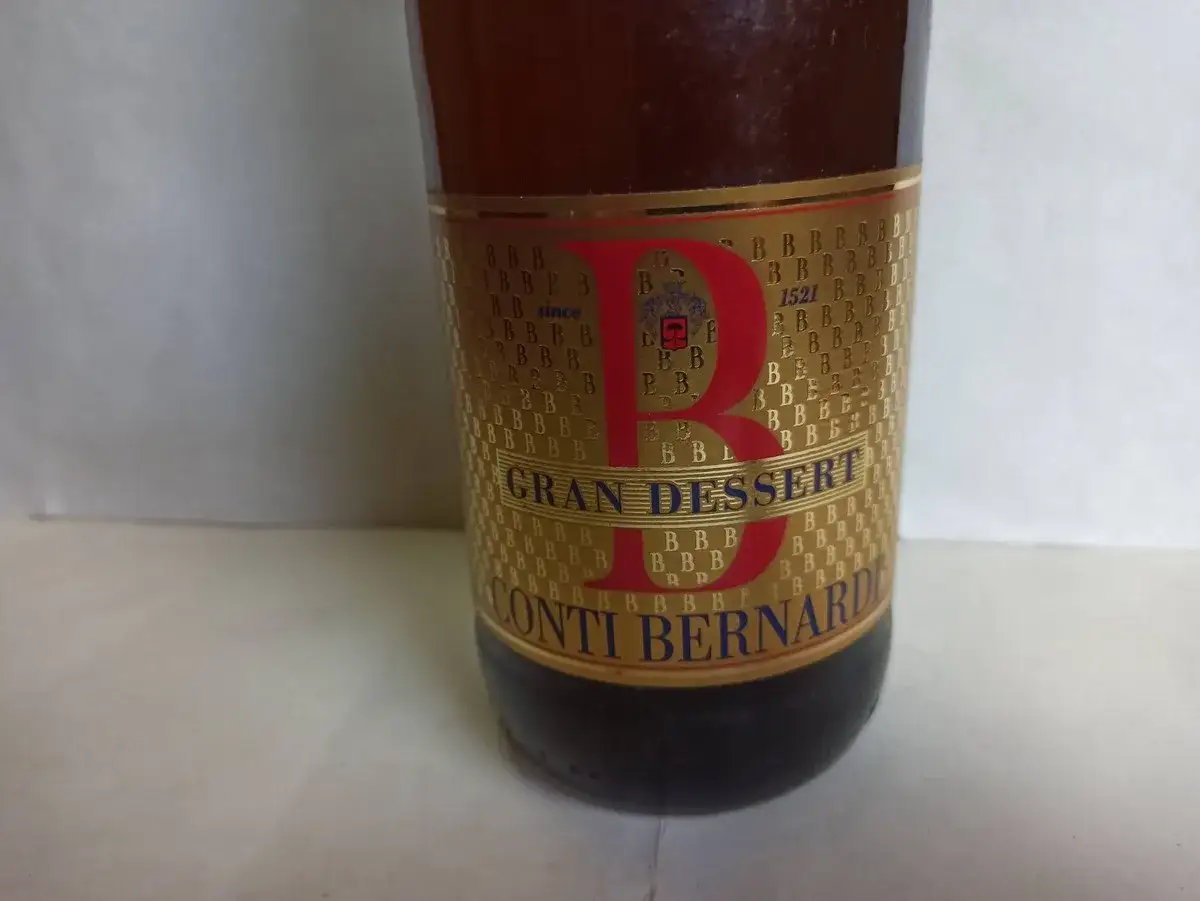 B
since 1521
GRAN DESSERT
CONTI BERNARDI